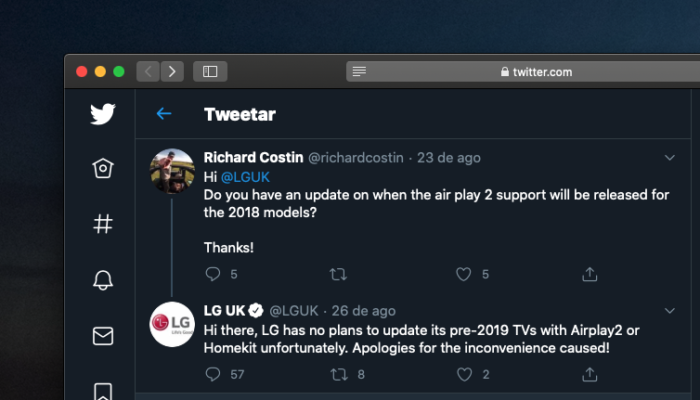 twitter.com
Tweetar
Richard Costin @richardcostin · 23 de ago
Hi @LGUK
Do you have an update on when the air play 2 support will be released for
the 2018 models?
Thanks!
5 5
LG UK @LGUK · 26 de ago
LG
Hi there, LG has no plans to update its pre-2019 TVs with Airplay2 or
Homekit unfortunately. Apologies for the inconvenience caused!
57 8 2